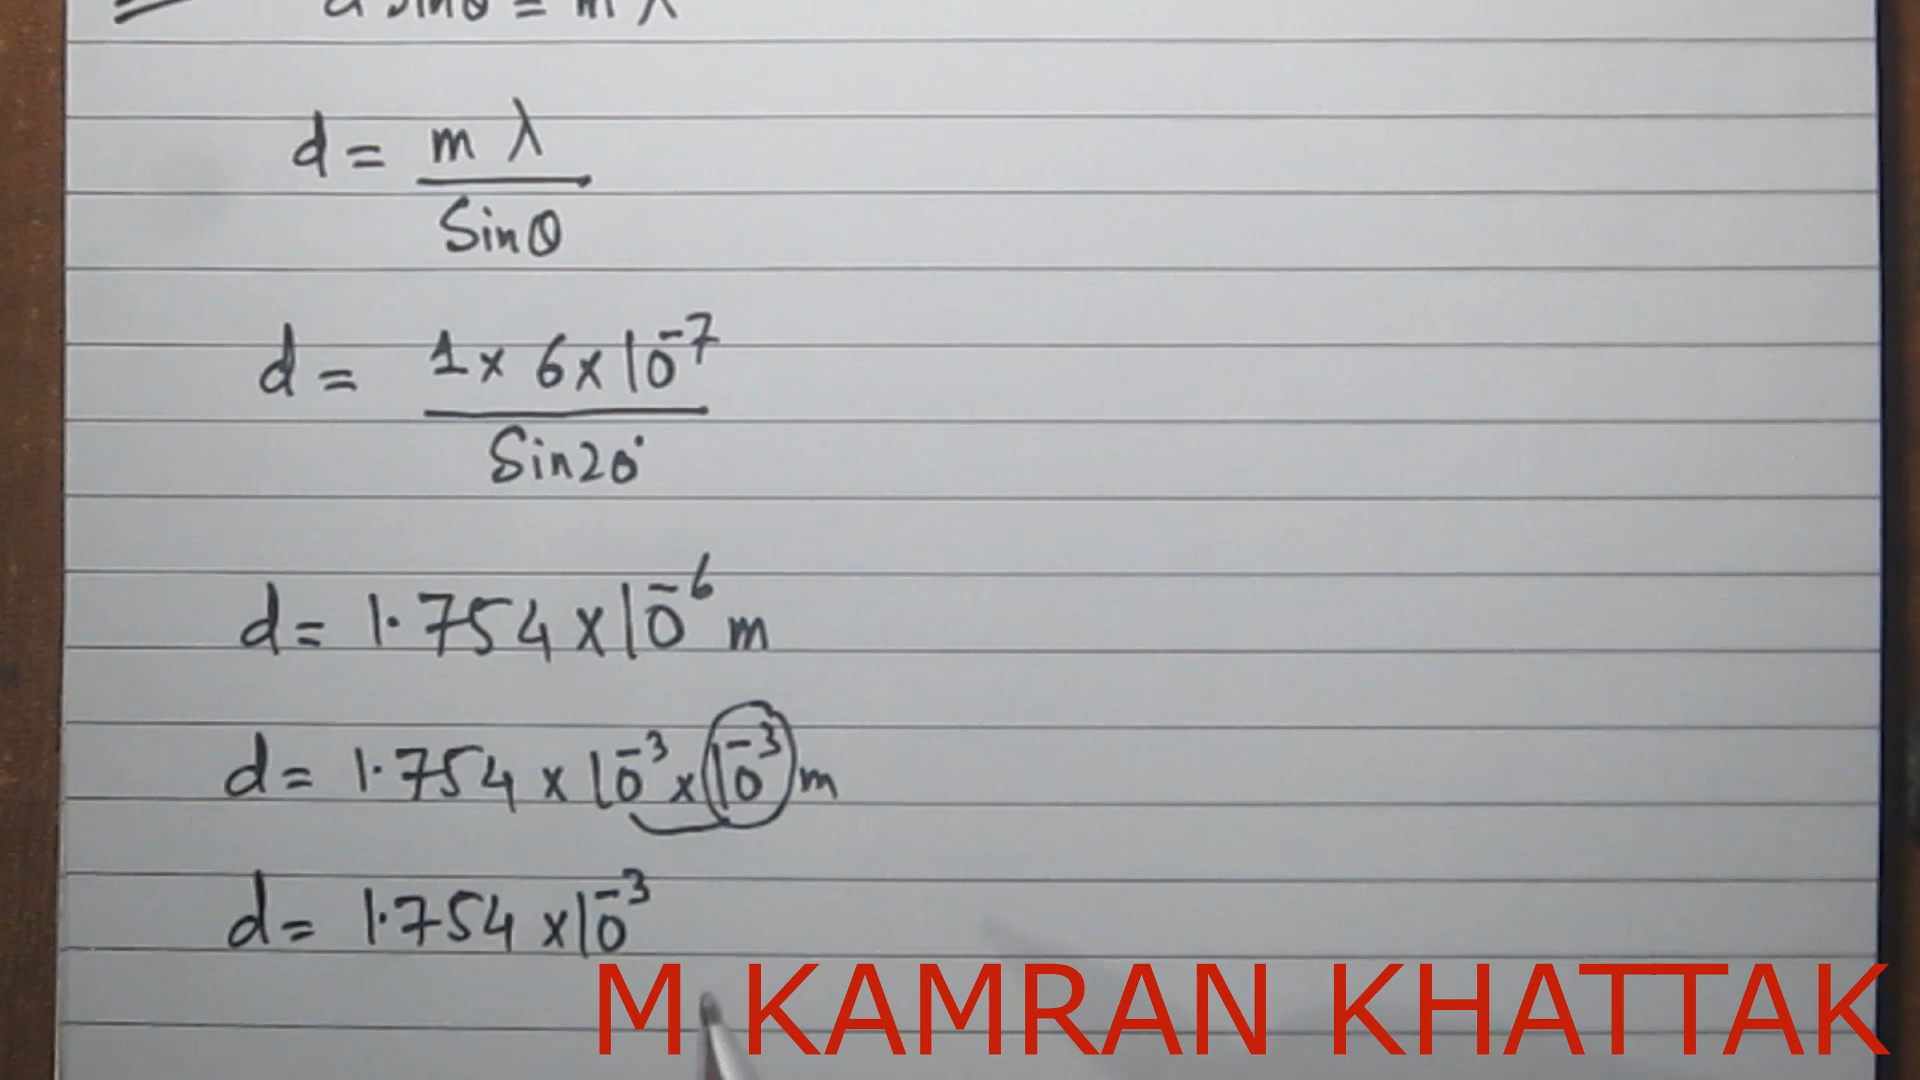 d sinθ = m λ
d = m λ / Sinθ
d = 1 x 6 x 10⁻⁷ / Sin20°
d = 1.754 x 10⁻⁶ m
d = 1.754 x 10⁻³ x 10⁻³ m
d = 1.754 x 10⁻³
M KAMRAN KHATTAK